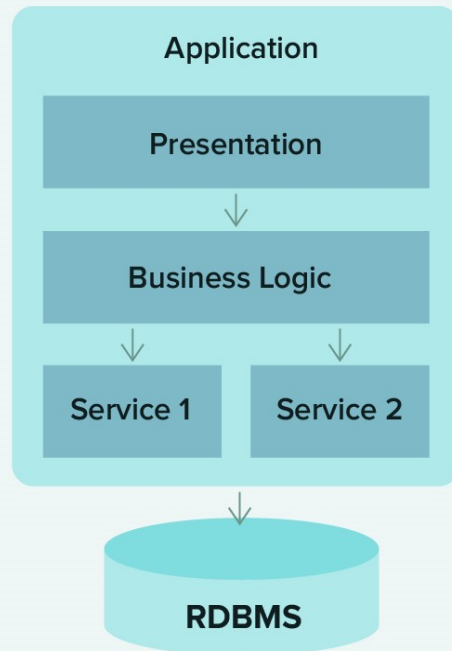 Application
Presentation
Business Logic
Service 1
Service 2
RDBMS